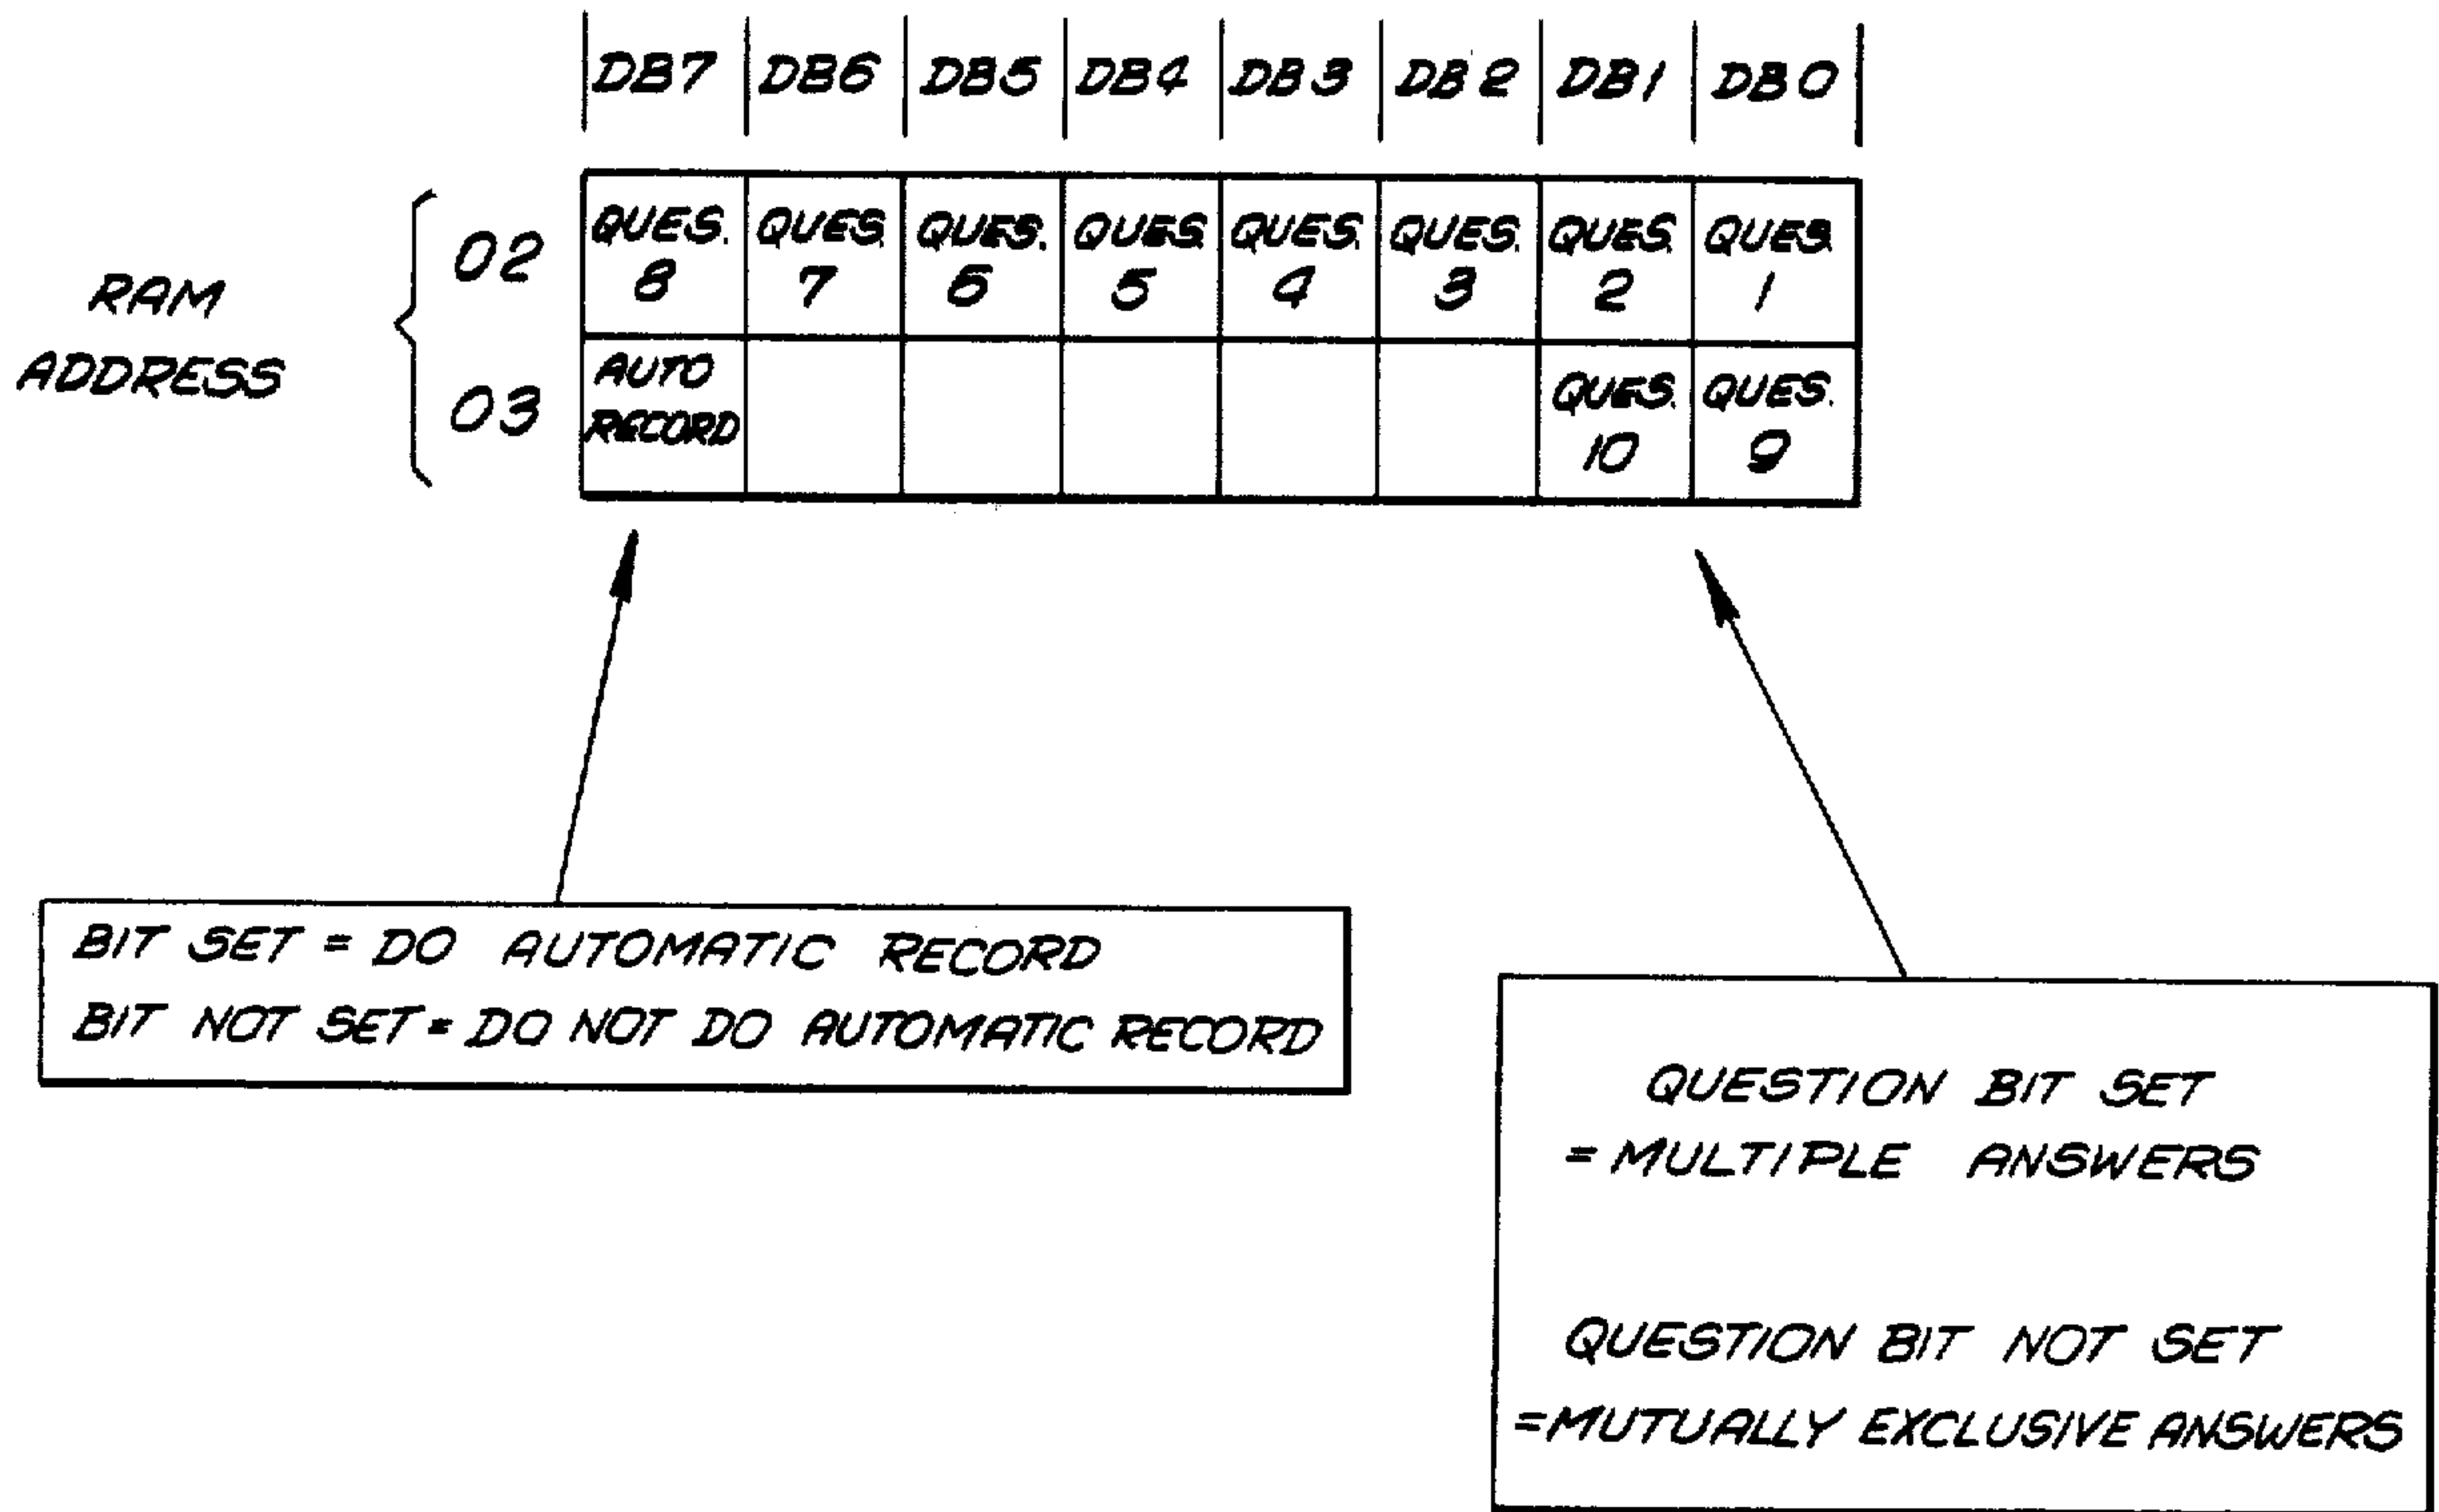 DB7 DB6 DB5 DB4 DB3 DB2 DB1 DB0
RAM
ADDRESS
02
QUES. QUES QUES. QUES QUES. QUES. QUES. QUES.
8 7 6 5 4 3 2 1
03
AUTO
RECORD
QUES. QUES.
10 9
BIT SET = DO AUTOMATIC RECORD
BIT NOT SET = DO NOT DO AUTOMATIC RECORD
QUESTION BIT SET
= MULTIPLE ANSWERS
QUESTION BIT NOT SET
=MUTUALLY EXCLUSIVE ANSWERS